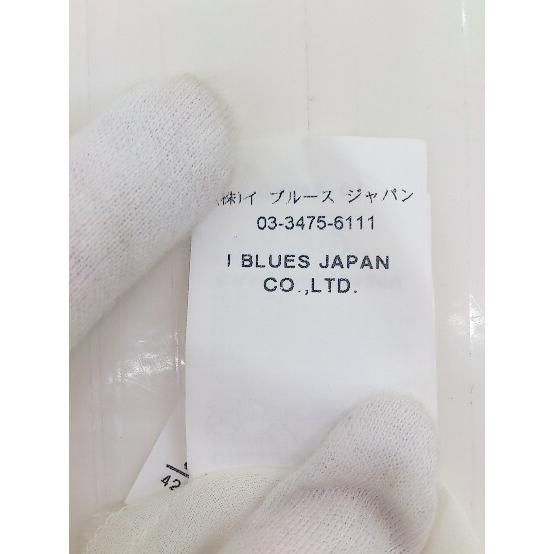 (株)イ ブルース ジャパン
03-3475-6111
I BLUES JAPAN
CO.,LTD.
42